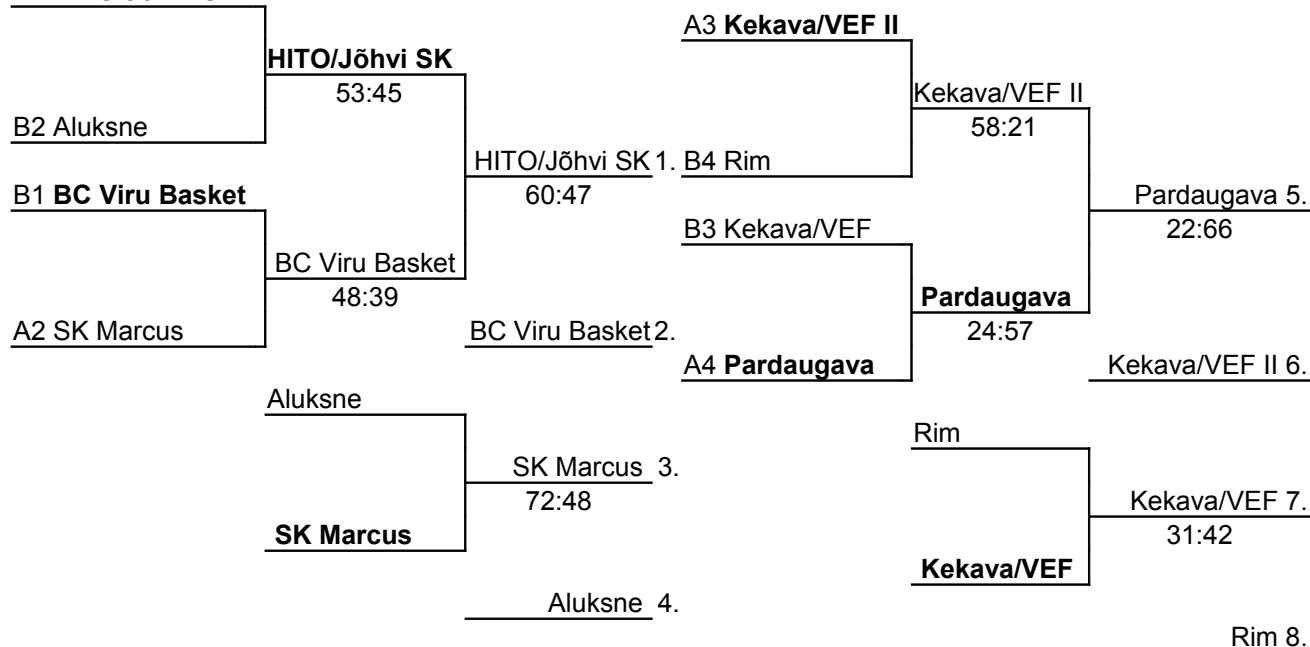 A3 Kekava/VEF II
HITO/Jõhvi SK
53:45
Kekava/VEF II
58:21
B2 Aluksne
HITO/Jõhvi SK 1.
60:47
B4 Rim
B1 BC Viru Basket
Pardaugava 5.
22:66
B3 Kekava/VEF
BC Viru Basket
48:39
Pardaugava
24:57
A2 SK Marcus
BC Viru Basket 2.
A4 Pardaugava
Kekava/VEF II 6.
Aluksne
Rim
SK Marcus 3.
72:48
Kekava/VEF 7.
31:42
SK Marcus
Kekava/VEF
Aluksne 4.
Rim 8.